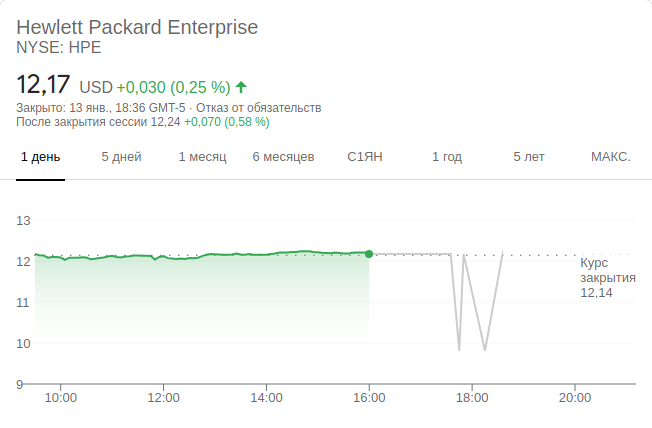 Hewlett Packard Enterprise
NYSE: HPE
12,17 USD +0,030 (0,25 %)
Закрыто: 13 янв., 18:36 GMT-5 · Отказ от обязательств
После закрытия сессии 12,24 +0,070 (0,58 %)
1 день 5 дней 1 месяц 6 месяцев С1ЯН 1 год 5 лет МАКС.
13
12
11
10
9
Курс
закрытия
12,14
10:00 12:00 14:00 16:00 18:00 20:00